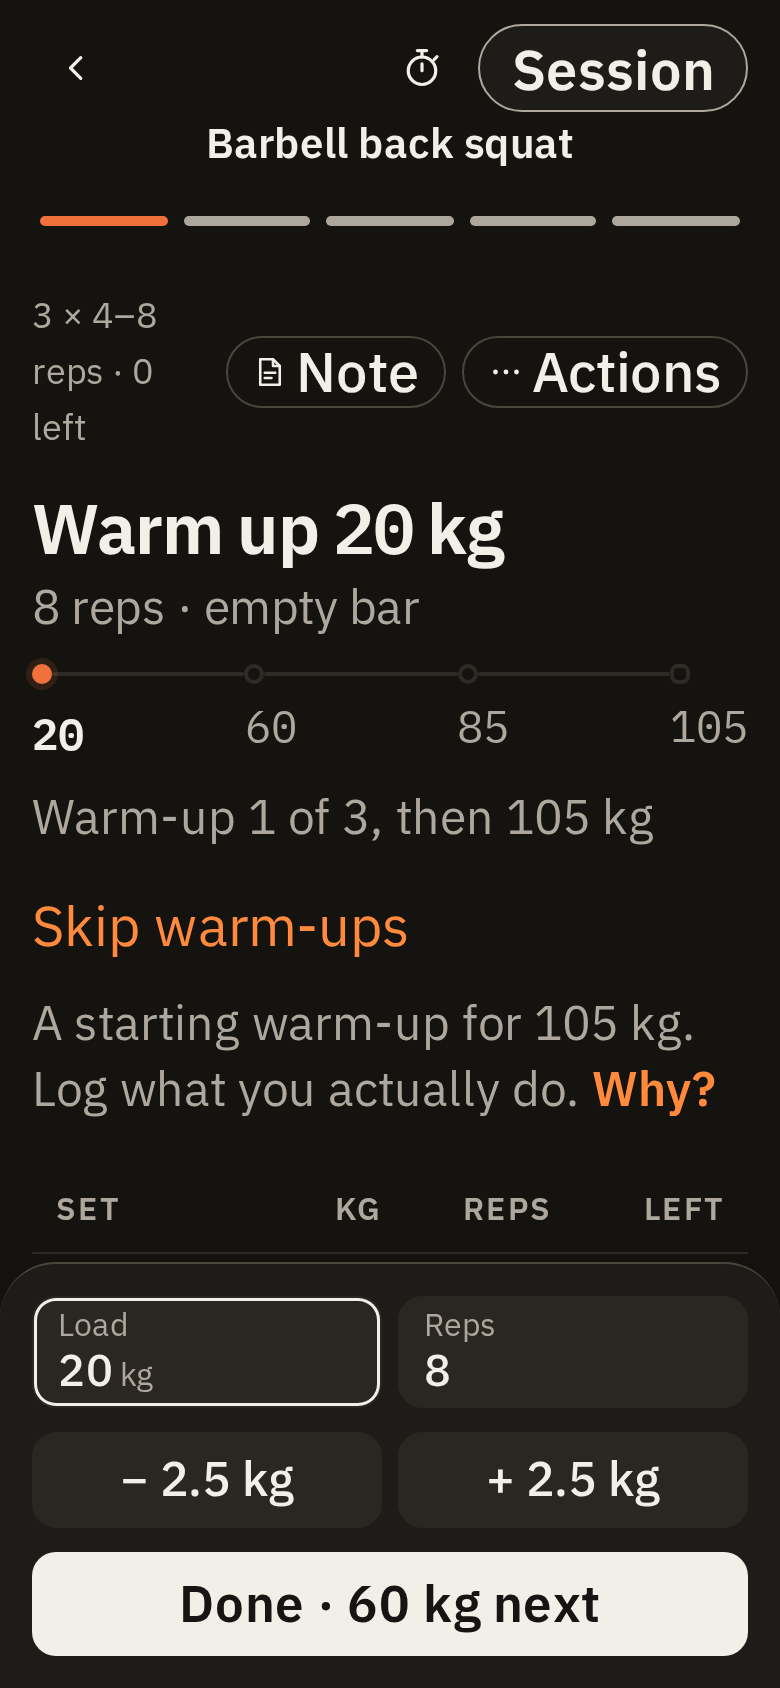 Session
Barbell back squat
3 × 4–8
reps · 0
left
Note
··· Actions
Warm up 20 kg
8 reps · empty bar
20 60 85 105
Warm-up 1 of 3, then 105 kg
Skip warm-ups
A starting warm-up for 105 kg.
Log what you actually do. Why?
SET KG REPS LEFT
Load Reps
20 kg 8
− 2.5 kg + 2.5 kg
Done · 60 kg next